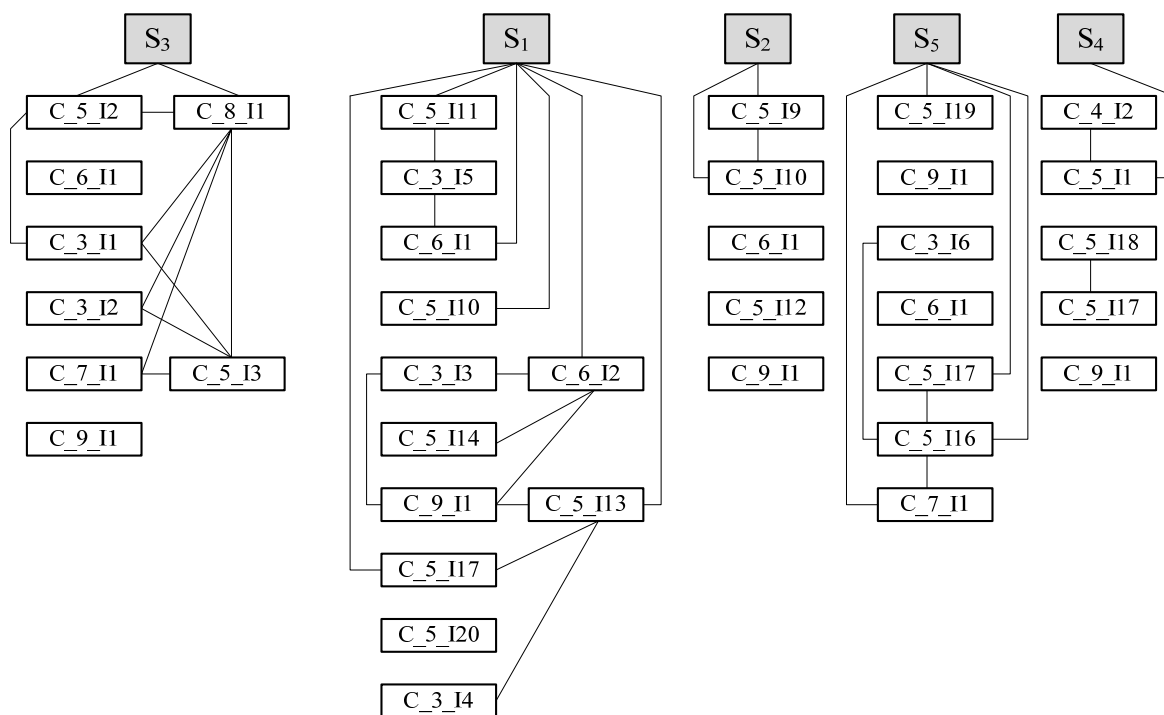 S3
S1
S2
S5
S4
C_5_I2
C_8_I1
C_6_I1
C_3_I1
C_3_I2
C_7_I1
C_5_I3
C_9_I1
C_5_I11
C_3_I5
C_6_I1
C_5_I10
C_3_I3
C_6_I2
C_5_I14
C_9_I1
C_5_I13
C_5_I17
C_5_I20
C_3_I4
C_5_I9
C_5_I10
C_6_I1
C_5_I12
C_9_I1
C_5_I19
C_9_I1
C_3_I6
C_6_I1
C_5_I17
C_5_I16
C_7_I1
C_4_I2
C_5_I1
C_5_I18
C_5_I17
C_9_I1